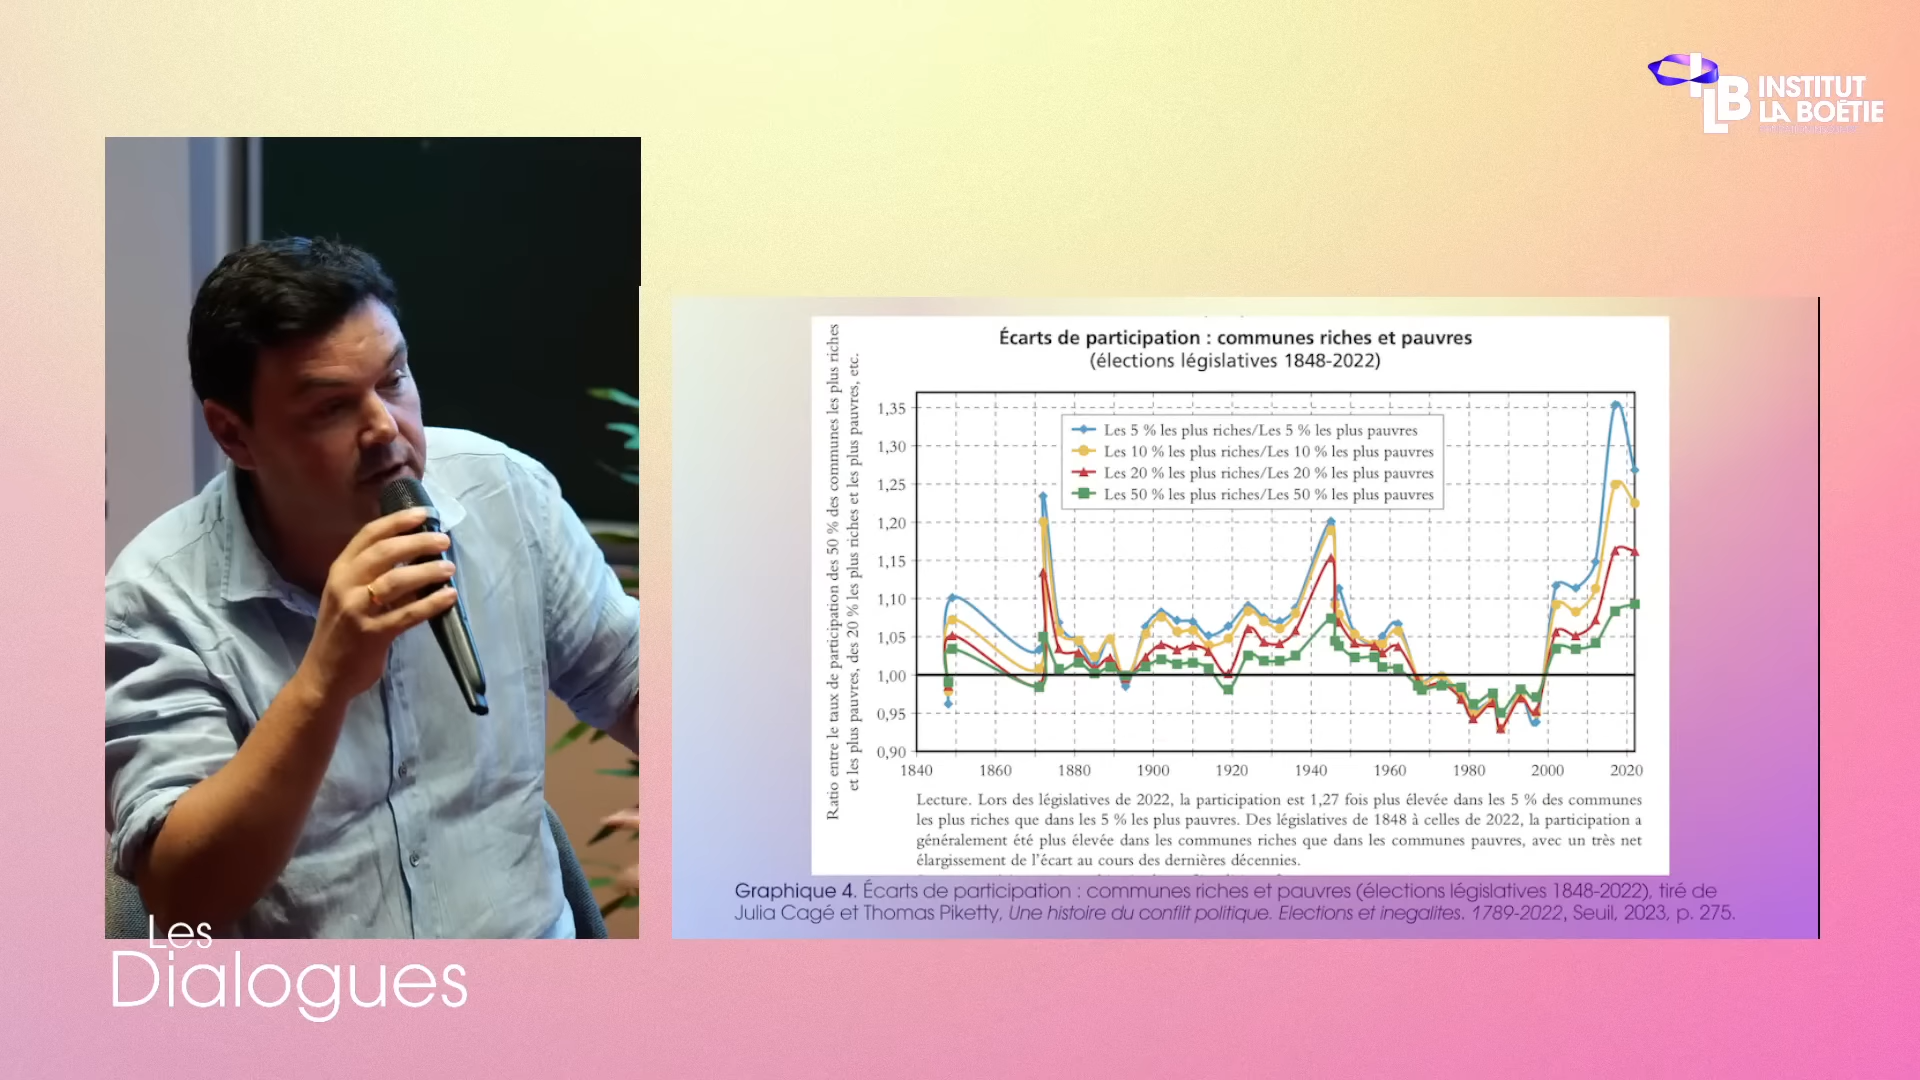 INSTITUT
LA BOÉTIE
ILB
Écarts de participation : communes riches et pauvres
(élections législatives 1848-2022)
Ratio entre le taux de participation des 50 % des communes les plus riches
et les plus pauvres, des 20 % les plus riches et les plus pauvres, etc.
1,35
1,30
1,25
1,20
1,15
1,10
1,05
1,00
0,95
0,90
Les 5 % les plus riches/Les 5 % les plus pauvres
Les 10 % les plus riches/Les 10 % les plus pauvres
Les 20 % les plus riches/Les 20 % les plus pauvres
Les 50 % les plus riches/Les 50 % les plus pauvres
1840 1860 1880 1900 1920 1940 1960 1980 2000 2020
Lecture. Lors des législatives de 2022, la participation est 1,27 fois plus élevée dans les 5 % des communes
les plus riches que dans les 5 % les plus pauvres. Des législatives de 1848 à celles de 2022, la participation a
généralement été plus élevée dans les communes riches que dans les communes pauvres, avec un très net
élargissement de l'écart au cours des dernières décennies.
Graphique 4. Écarts de participation : communes riches et pauvres (élections législatives 1848-2022), tiré de
Julia Cagé et Thomas Piketty, Une histoire du conflit politique. Elections et inegalites. 1789-2022, Seuil, 2023, p. 275.
Les
Dialogues